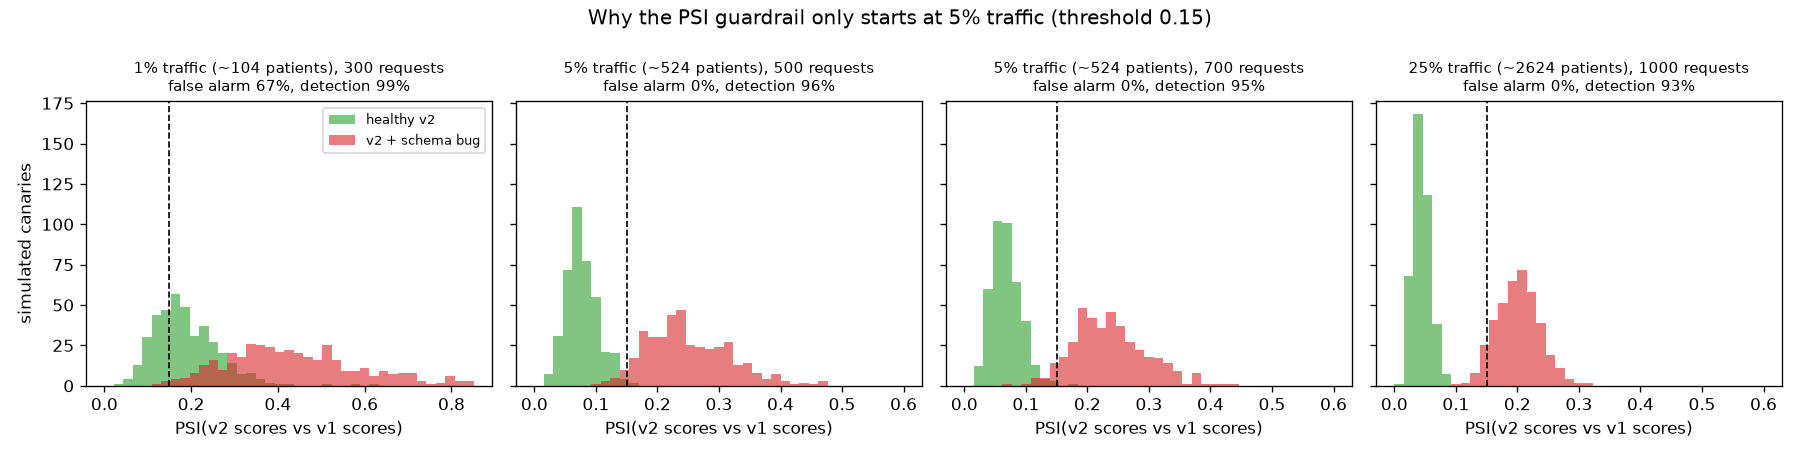 Why the PSI guardrail only starts at 5% traffic (threshold 0.15)
1% traffic (~104 patients), 300 requests
false alarm 67%, detection 99%
5% traffic (~524 patients), 500 requests
false alarm 0%, detection 96%
5% traffic (~524 patients), 700 requests
false alarm 0%, detection 95%
25% traffic (~2624 patients), 1000 requests
false alarm 0%, detection 93%
healthy v2
v2 + schema bug
simulated canaries
175
150
125
100
75
50
25
0
0.0 0.2 0.4 0.6 0.8
PSI(v2 scores vs v1 scores)
0.0 0.1 0.2 0.3 0.4 0.5 0.6
PSI(v2 scores vs v1 scores)
0.0 0.1 0.2 0.3 0.4 0.5 0.6
PSI(v2 scores vs v1 scores)
0.0 0.1 0.2 0.3 0.4 0.5 0.6
PSI(v2 scores vs v1 scores)